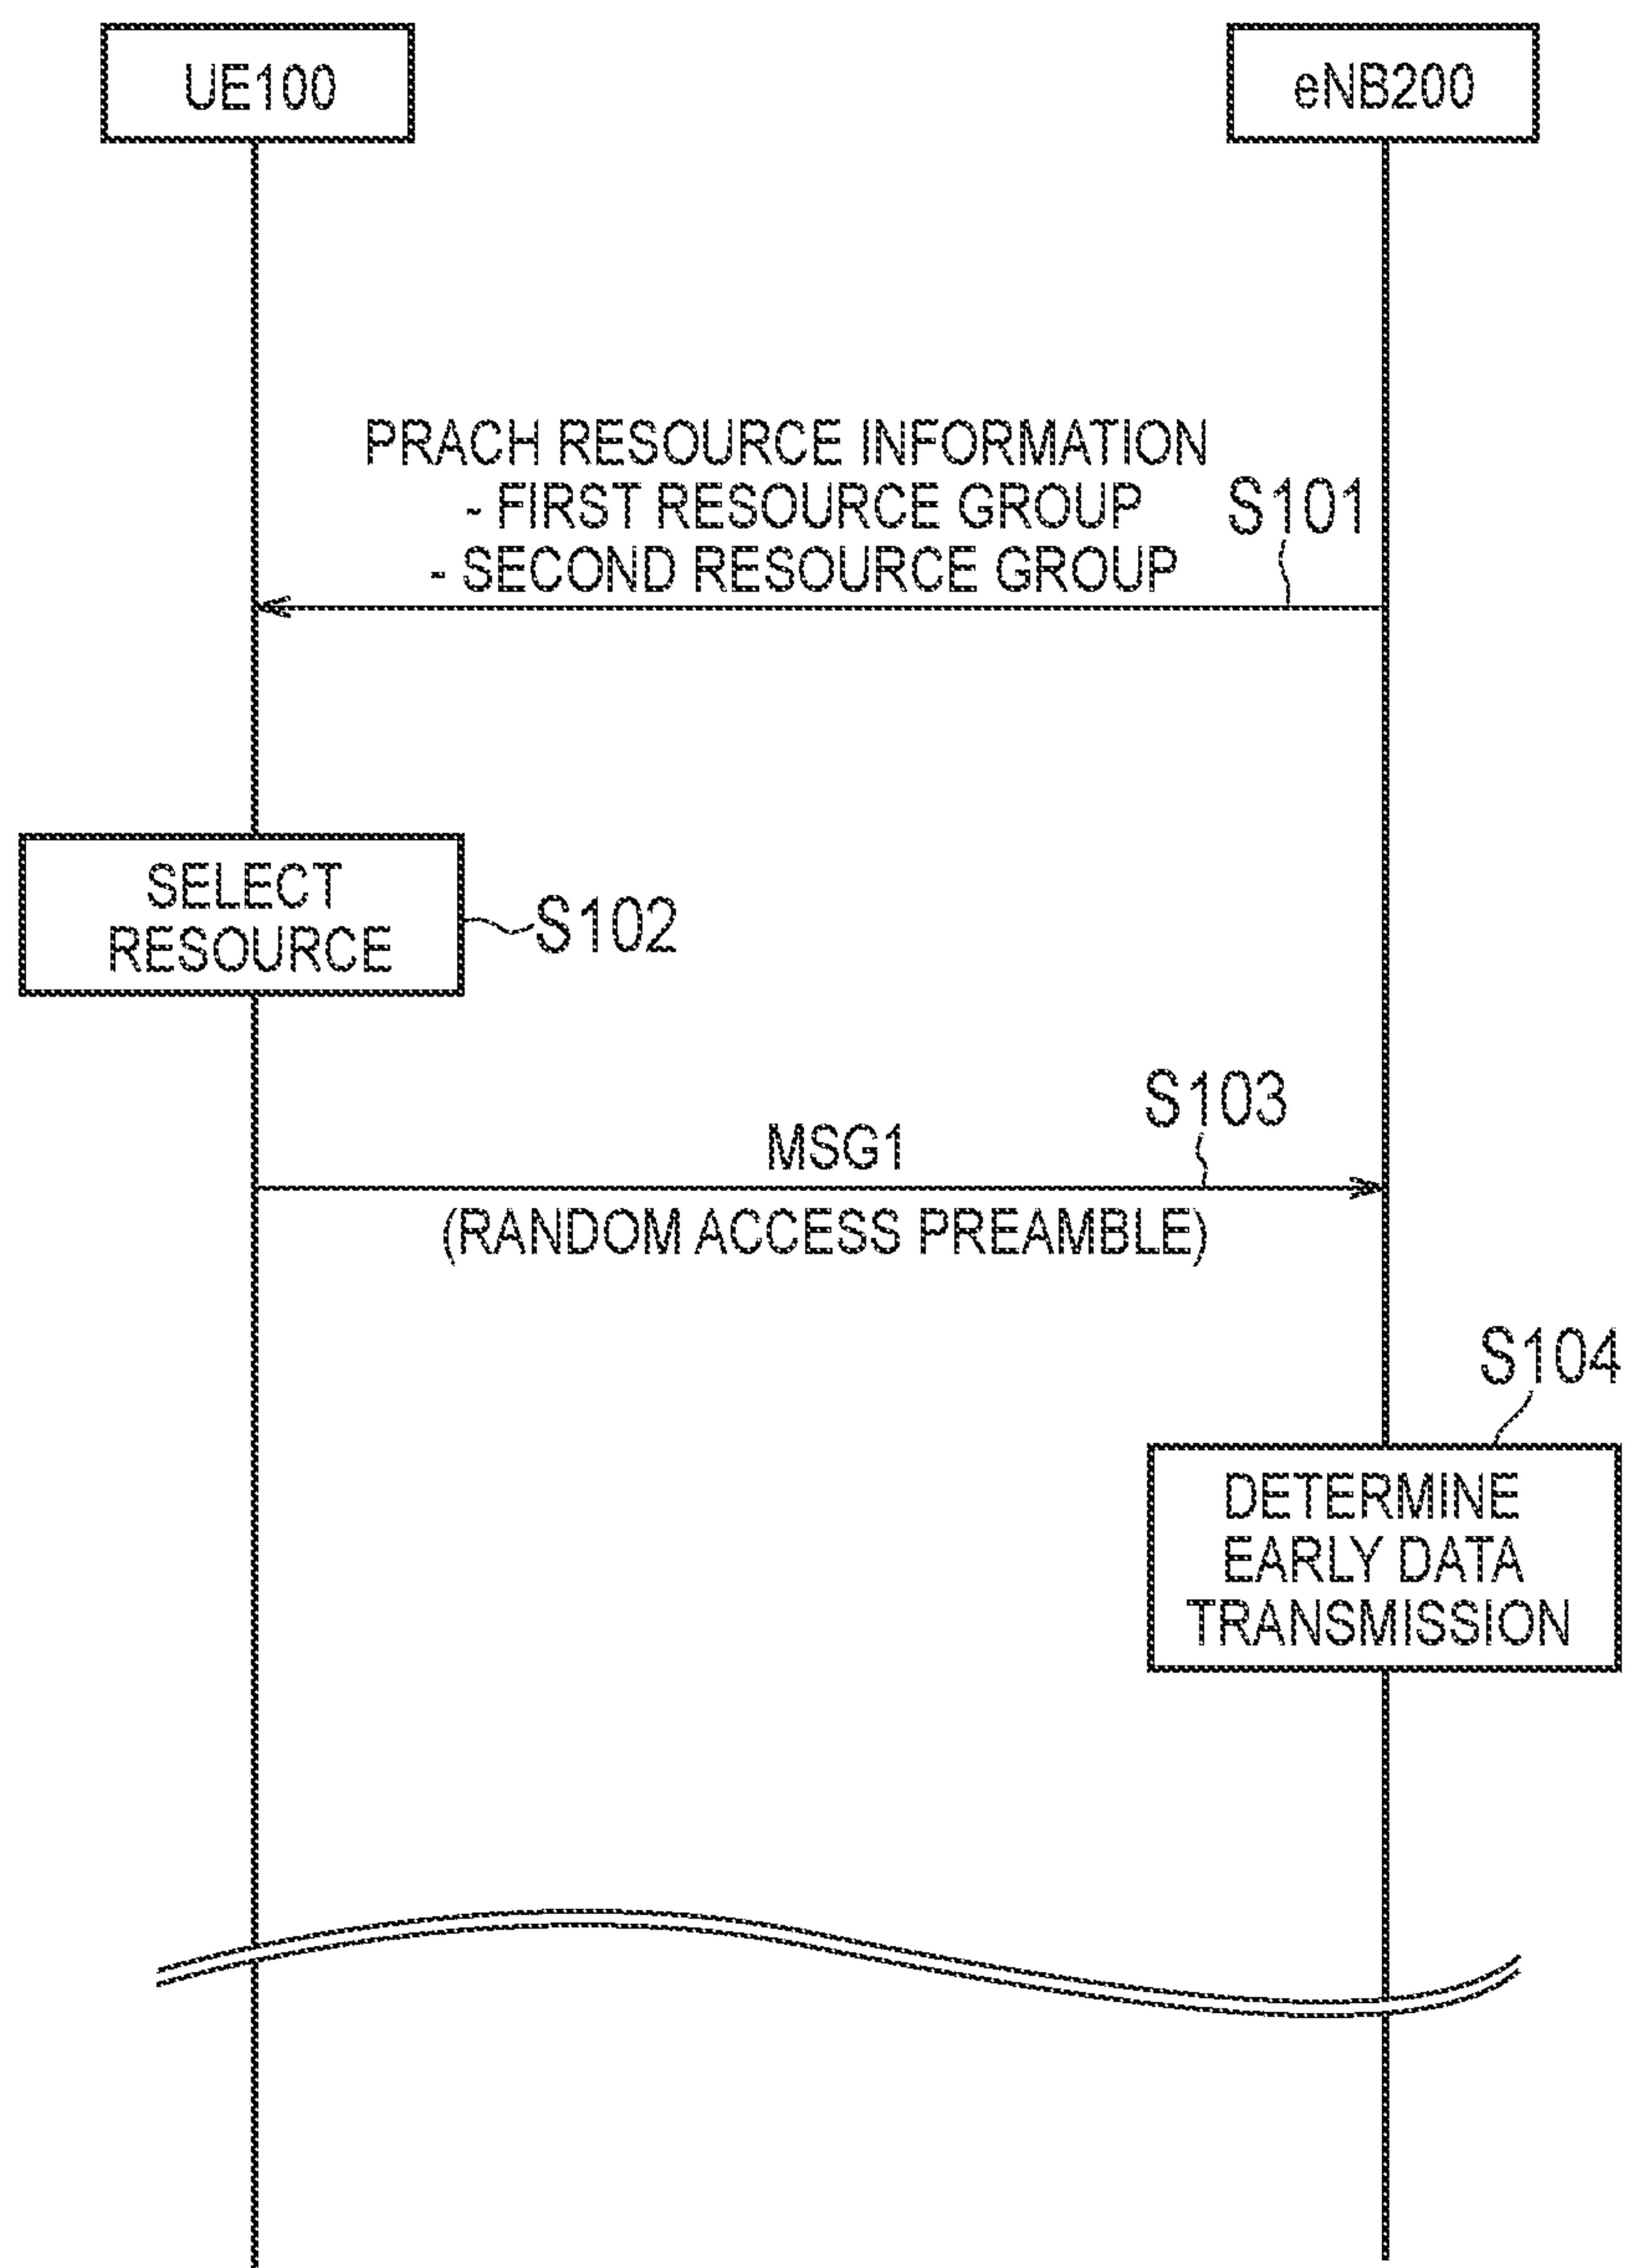 UE100
eNB200
PRACH RESOURCE INFORMATION
- FIRST RESOURCE GROUP
- SECOND RESOURCE GROUP
S101
SELECT
RESOURCE
S102
S103
MSG1
(RANDOM ACCESS PREAMBLE)
S104
DETERMINE
EARLY DATA
TRANSMISSION